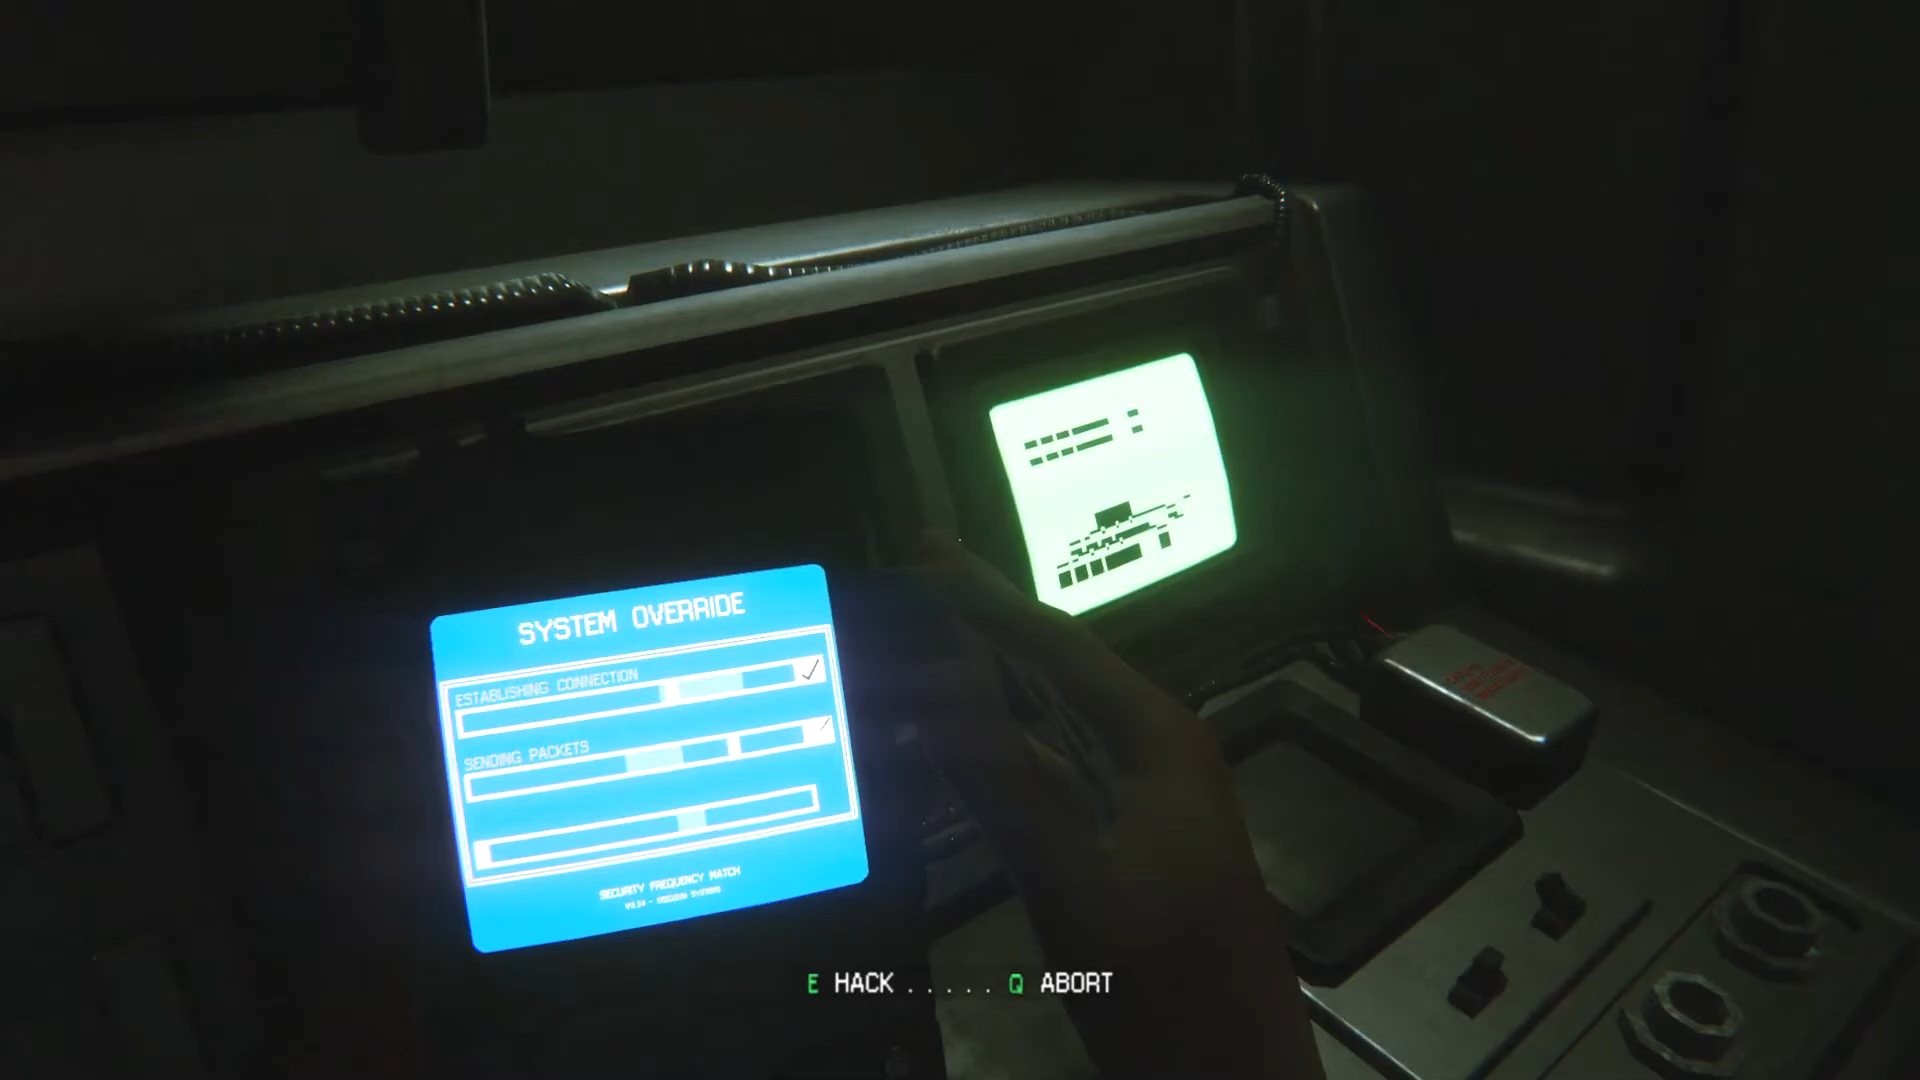 SYSTEM OVERRIDE
ESTABLISHING CONNECTION
SENDING PACKETS
SECURITY FREQUENCY MATCH
E HACK . . . . . Q ABORT